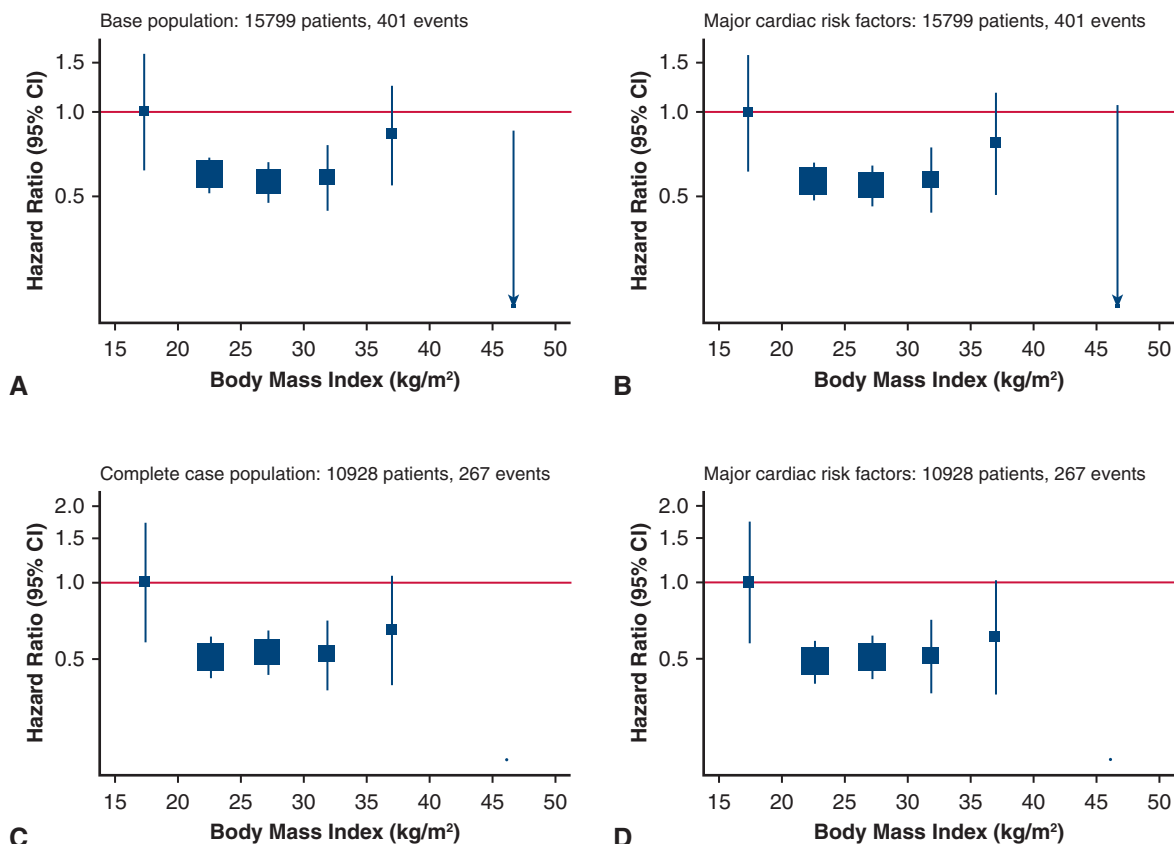 Base population: 15799 patients, 401 events
Hazard Ratio (95% CI)
1.5
1.0
0.5
15 20 25 30 35 40 45 50
Body Mass Index (kg/m²)
A
Major cardiac risk factors: 15799 patients, 401 events
Hazard Ratio (95% CI)
1.5
1.0
0.5
15 20 25 30 35 40 45 50
Body Mass Index (kg/m²)
B
Complete case population: 10928 patients, 267 events
Hazard Ratio (95% CI)
2.0
1.5
1.0
0.5
15 20 25 30 35 40 45 50
Body Mass Index (kg/m²)
C
Major cardiac risk factors: 10928 patients, 267 events
Hazard Ratio (95% CI)
2.0
1.5
1.0
0.5
15 20 25 30 35 40 45 50
Body Mass Index (kg/m²)
D